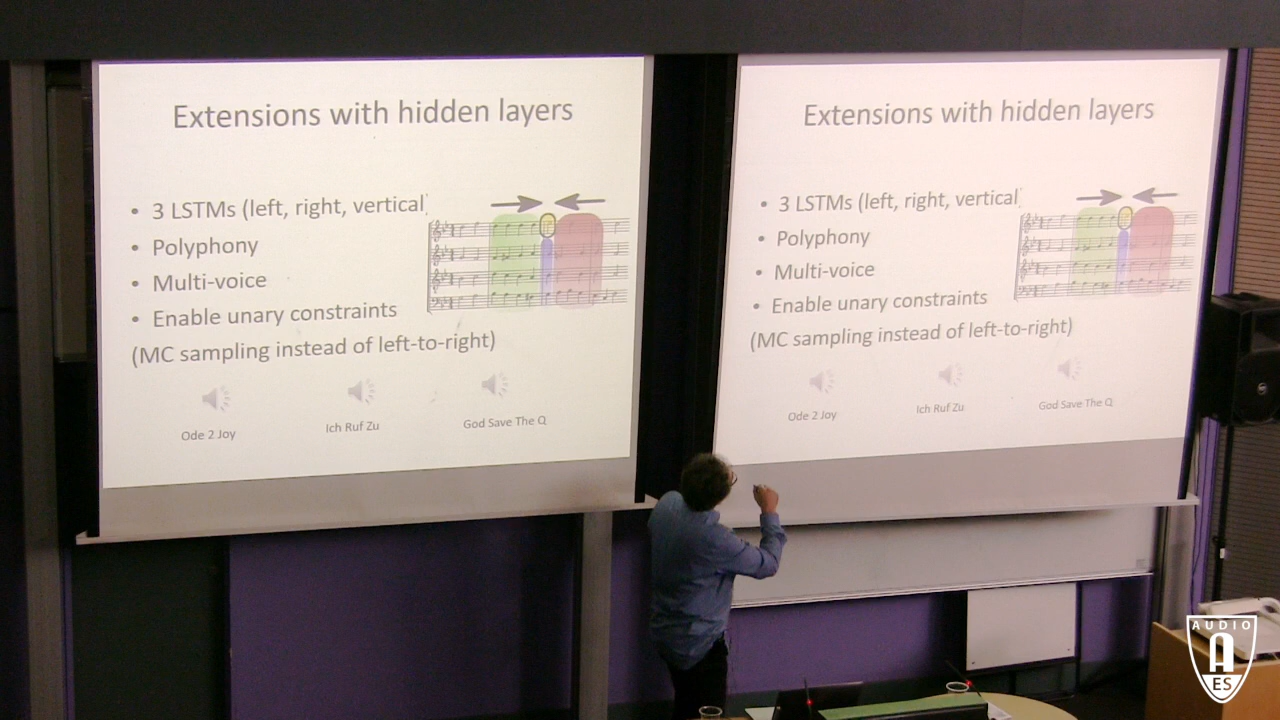 Extensions with hidden layers
• 3 LSTMs (left, right, vertical)
• Polyphony
• Multi-voice
• Enable unary constraints
(MC sampling instead of left-to-right)
Ode 2 Joy
Ich Ruf Zu
God Save The Q
Extensions with hidden layers
• 3 LSTMs (left, right, vertical)
• Polyphony
• Multi-voice
• Enable unary constraints
(MC sampling instead of left-to-right)
Ode 2 Joy
Ich Ruf Zu
God Save The Q
AUDIO
A
ES